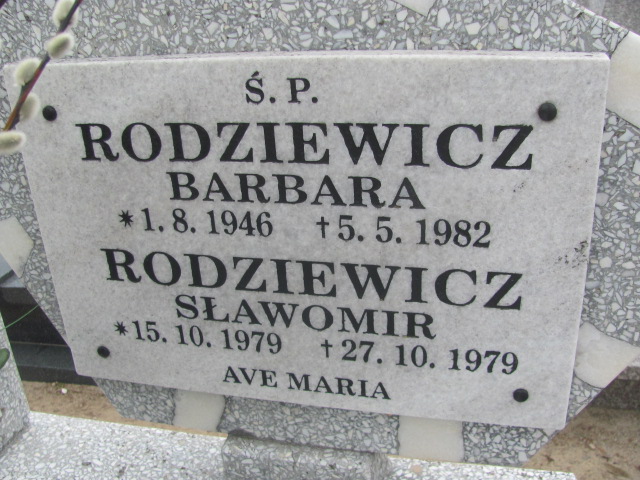 Ś. P.
RODZIEWICZ
BARBARA
*1. 8. 1946 †5. 5. 1982
RODZIEWICZ
SŁAWOMIR
*15. 10. 1979 †27. 10. 1979
AVE MARIA